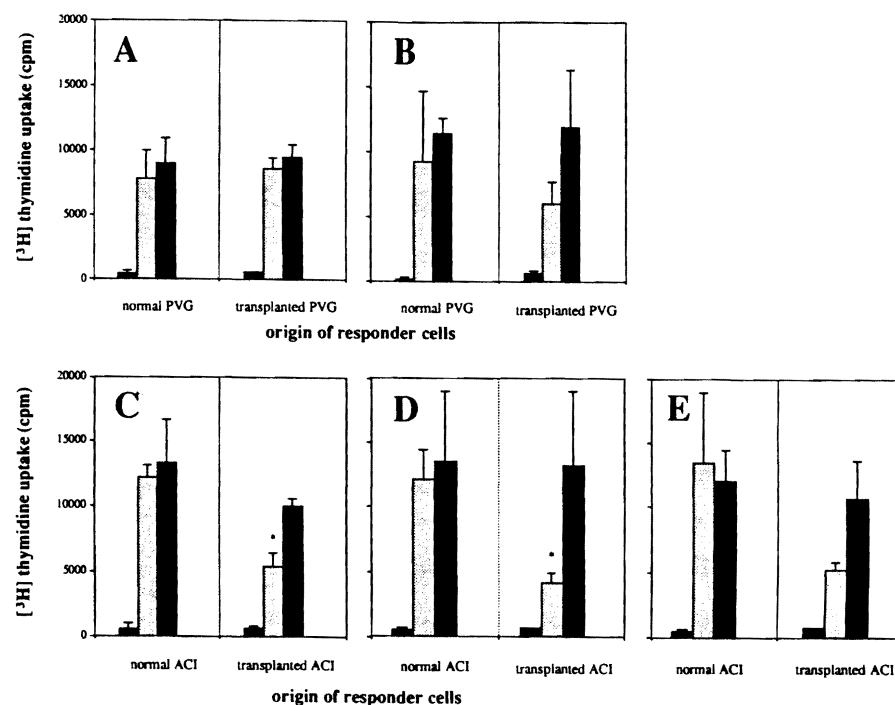 [³H] thymidine uptake (cpm)
20000
15000
10000
5000
0
A
B
normal PVG
transplanted PVG
normal PVG
transplanted PVG
origin of responder cells
[³H] thymidine uptake (cpm)
20000
15000
10000
5000
0
C
D
E
normal ACI
transplanted ACI
normal ACI
transplanted ACI
normal ACI
transplanted ACI
origin of responder cells